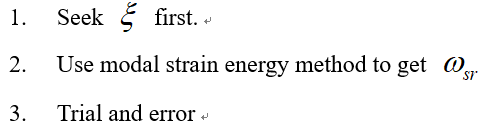 1. Seek ξ first.
2. Use modal strain energy method to get ω_sr
3. Trial and error